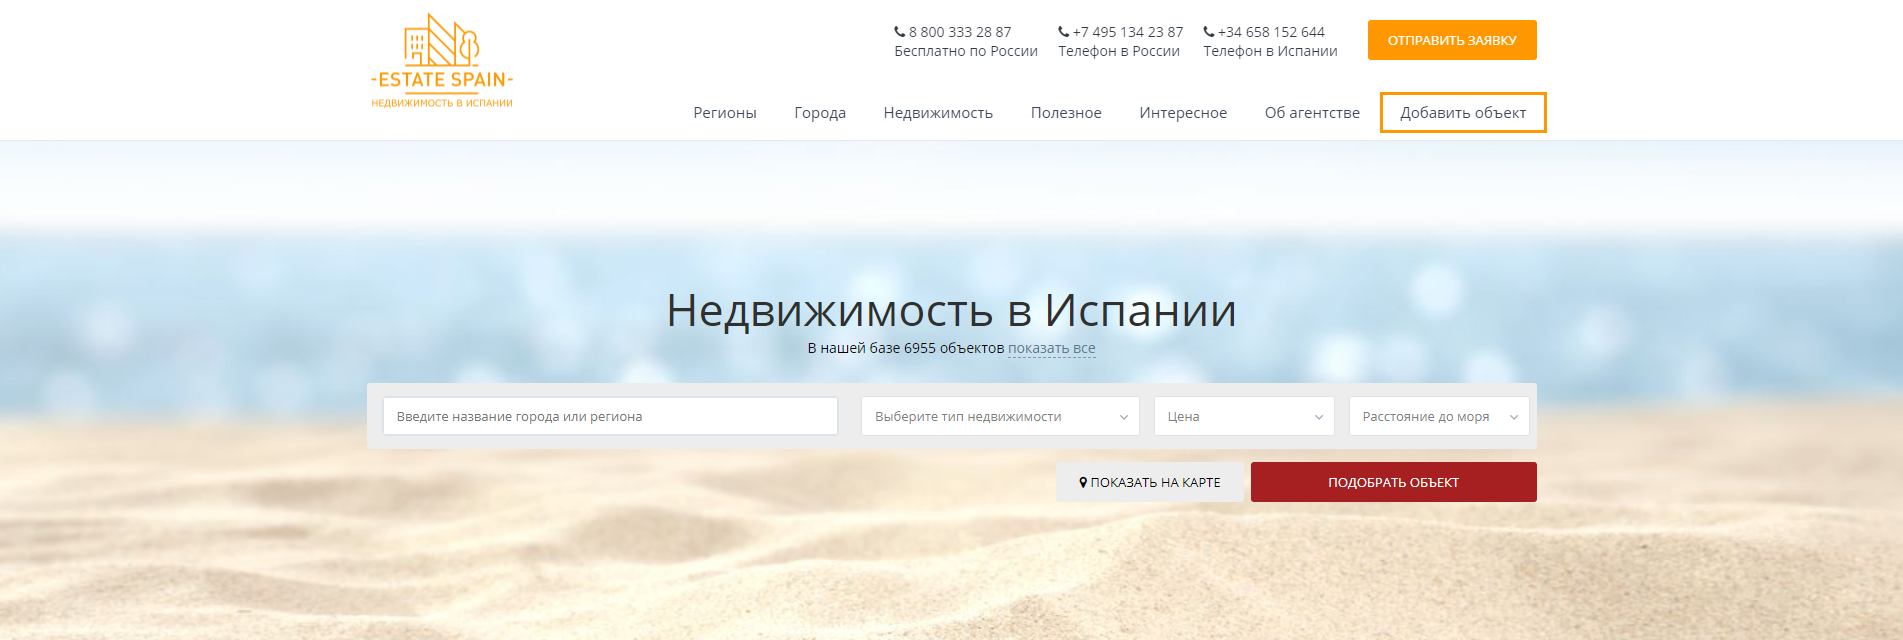 -ESTATE SPAIN-
НЕДВИЖИМОСТЬ В ИСПАНИИ
8 800 333 28 87
Бесплатно по России
+7 495 134 23 87
Телефон в России
+34 658 152 644
Телефон в Испании
ОТПРАВИТЬ ЗАЯВКУ
Регионы Города Недвижимость Полезное Интересное Об агентстве Добавить объект
Недвижимость в Испании
В нашей базе 6955 объектов показать все
Введите название города или региона Выберите тип недвижимости Цена Расстояние до моря
ПОКАЗАТЬ НА КАРТЕ ПОДОБРАТЬ ОБЪЕКТ